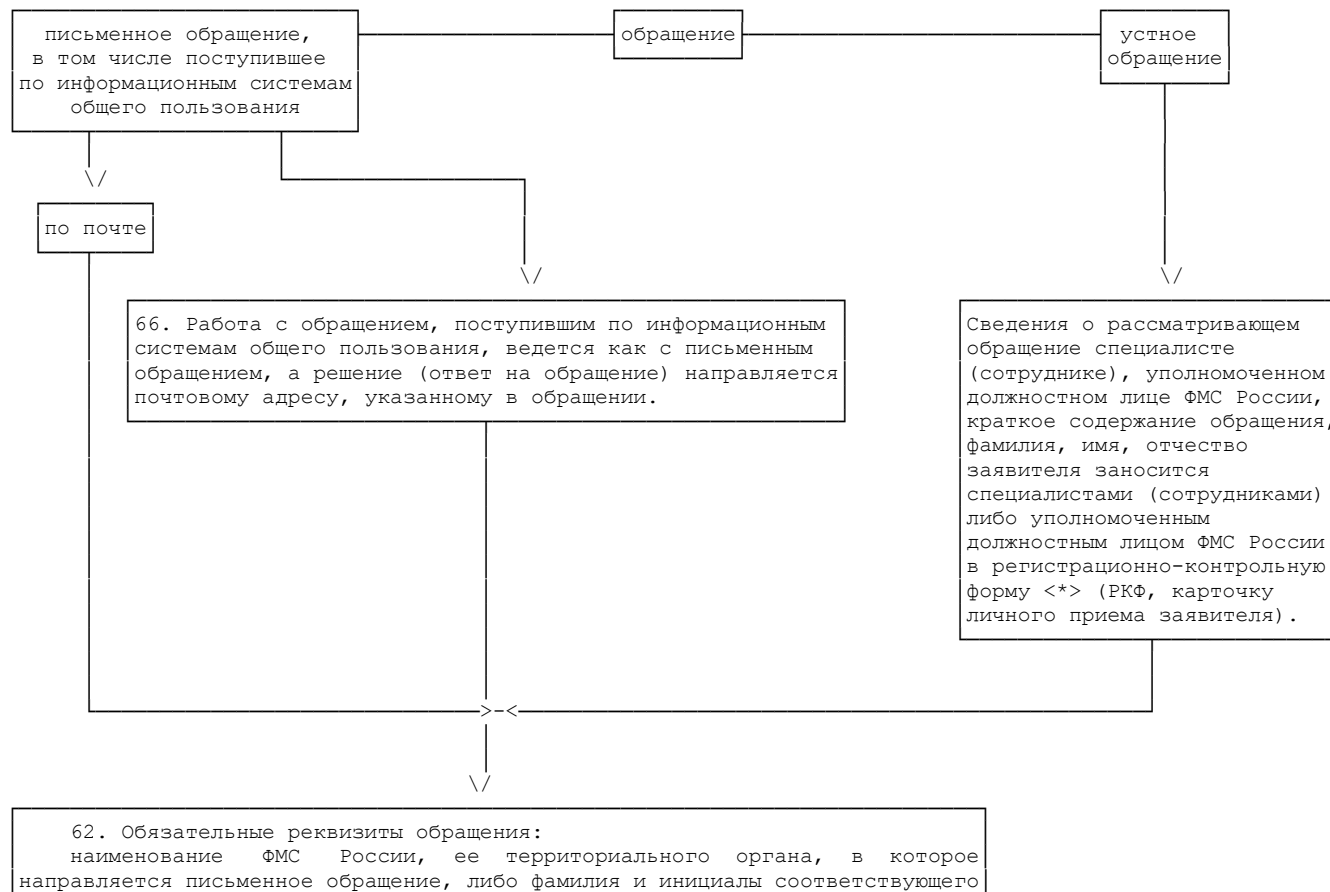 письменное обращение,
в том числе поступившее
по информационным системам
общего пользования
обращение
устное
обращение
\/
по почте
\/
\/
66. Работа с обращением, поступившим по информационным
системам общего пользования, ведется как с письменным
обращением, а решение (ответ на обращение) направляется
почтовому адресу, указанному в обращении.
Сведения о рассматривающем
обращение специалисте
(сотруднике), уполномоченном
должностном лице ФМС России,
краткое содержание обращения,
фамилия, имя, отчество
заявителя заносится
специалистами (сотрудниками)
либо уполномоченным
должностным лицом ФМС России
в регистрационно-контрольную
форму <*> (РКФ, карточку
личного приема заявителя).
>-<
\/
62. Обязательные реквизиты обращения:
наименование ФМС России, ее территориального органа, в которое
направляется письменное обращение, либо фамилия и инициалы соответствующего